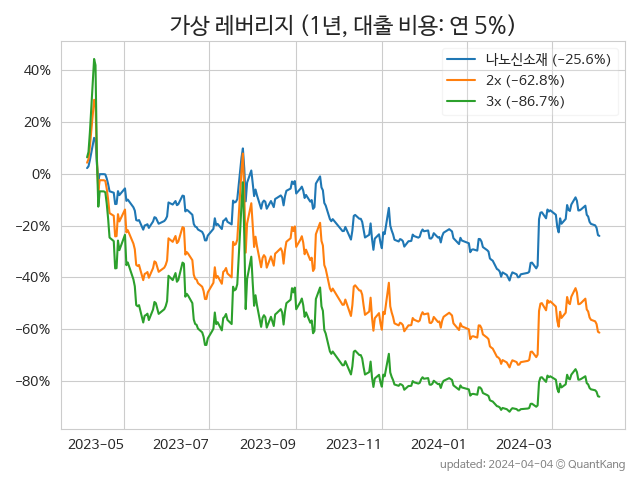 가상 레버리지 (1년, 대출 비용: 연 5%)
나노신소재 (−25.6%)
2x (−62.8%)
3x (−86.7%)
40%
20%
0%
−20%
−40%
−60%
−80%
2023-05 2023-07 2023-09 2023-11 2024-01 2024-03
updated: 2024-04-04 © QuantKang